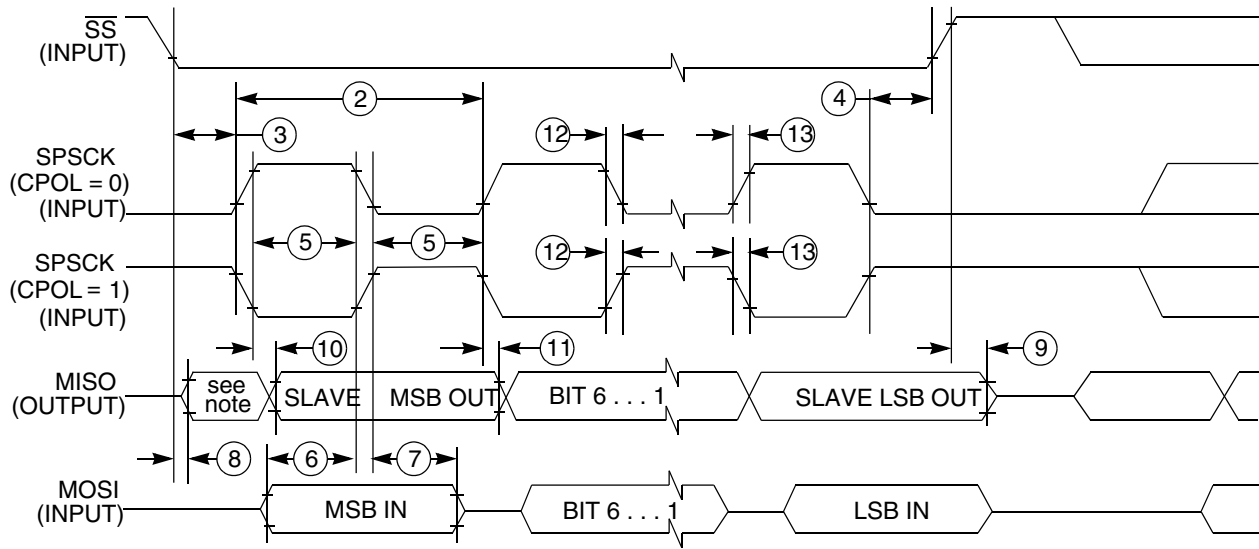 SS
(INPUT)
2
4
3
12
13
SPSCK
(CPOL = 0)
(INPUT)
5
5
12
13
SPSCK
(CPOL = 1)
(INPUT)
10
11
9
MISO
(OUTPUT)
see
note
SLAVE
MSB OUT
BIT 6 . . . 1
SLAVE LSB OUT
8
6
7
MOSI
(INPUT)
MSB IN
BIT 6 . . . 1
LSB IN